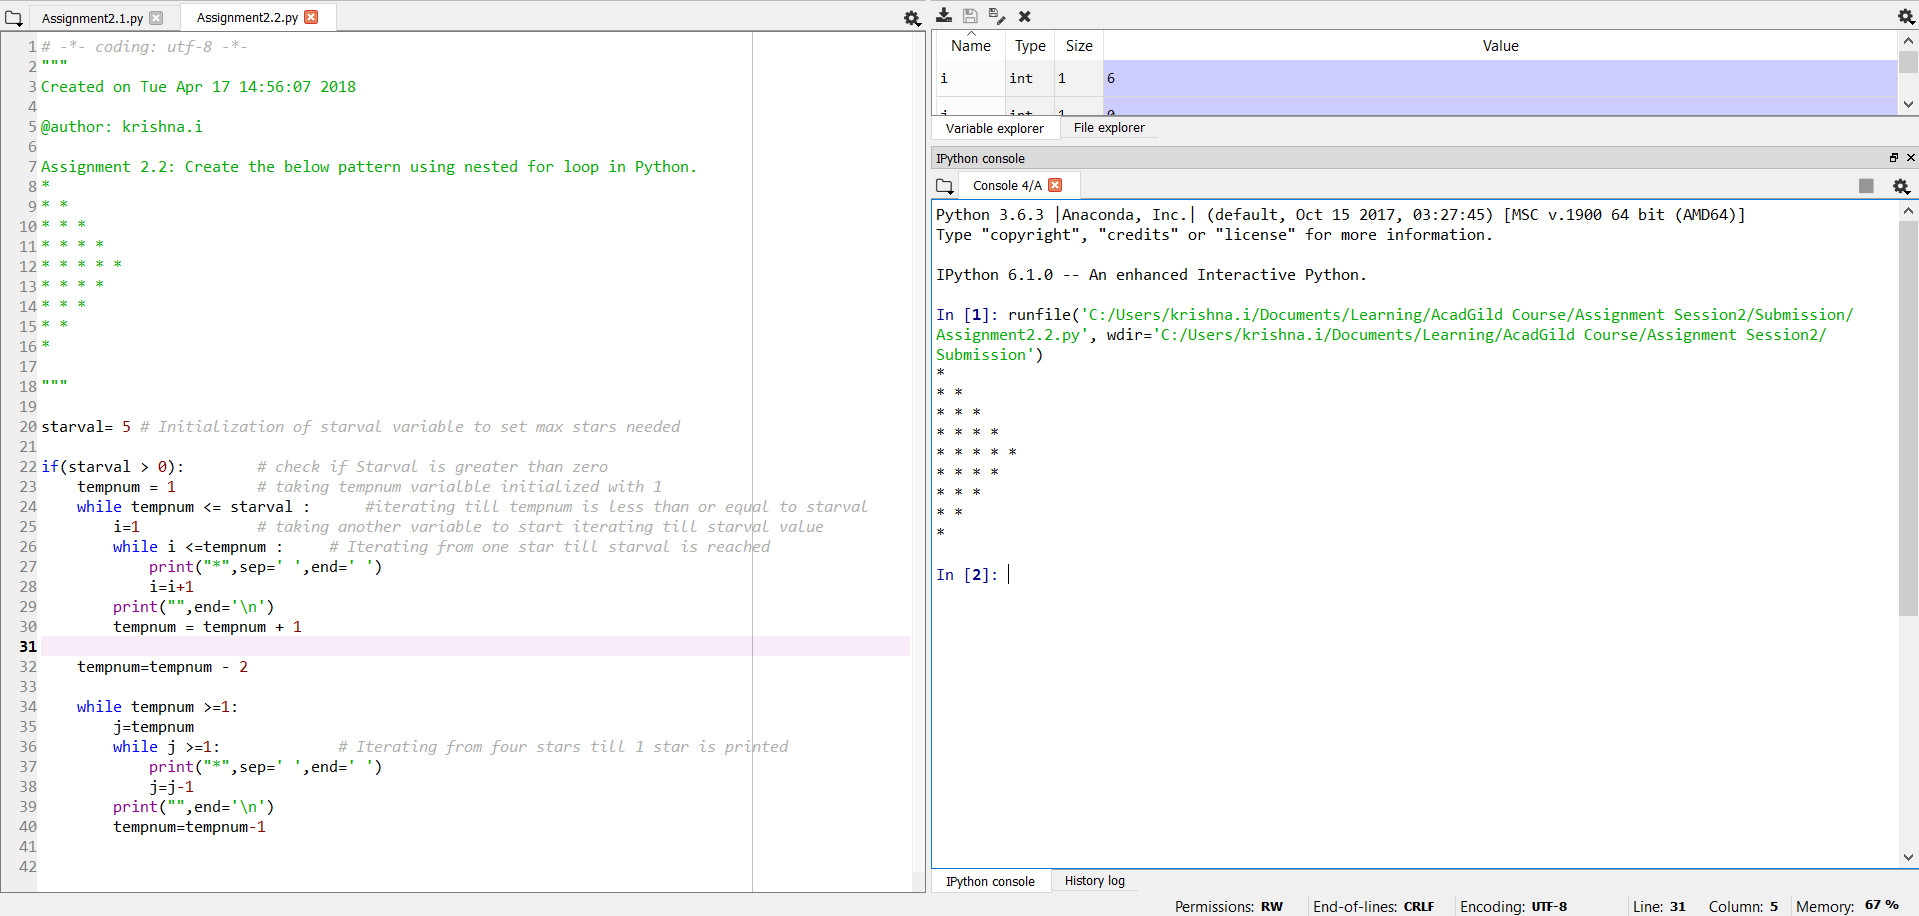 Assignment2.1.py
Assignment2.2.py
1 # -*- coding: utf-8 -*-
2 """
3 Created on Tue Apr 17 14:56:07 2018
4
5 @author: krishna.i
6
7 Assignment 2.2: Create the below pattern using nested for loop in Python.
8 *
9 * *
10 * * *
11 * * * *
12 * * * * *
13 * * * *
14 * * *
15 * *
16 *
17
18 """
19
20 starval= 5 # Initialization of starval variable to set max stars needed
21
22 if(starval > 0):        # check if Starval is greater than zero
23     tempnum = 1         # taking tempnum varialble initialized with 1
24     while tempnum <= starval :      #iterating till tempnum is less than or equal to starval
25         i=1             # taking another variable to start iterating till starval value
26         while i <=tempnum :     # Iterating from one star till starval is reached
27             print("*",sep=' ',end=' ')
28             i=i+1
29         print("",end='\n')
30         tempnum = tempnum + 1
31
32     tempnum=tempnum - 2
33
34     while tempnum >=1:
35         j=tempnum
36         while j >=1:             # Iterating from four stars till 1 star is printed
37             print("*",sep=' ',end=' ')
38             j=j-1
39         print("",end='\n')
40         tempnum=tempnum-1
41
42
Name Type Size Value
i int 1 6
j int 1 0
Variable explorer File explorer
IPython console
Console 4/A
Python 3.6.3 |Anaconda, Inc.| (default, Oct 15 2017, 03:27:45) [MSC v.1900 64 bit (AMD64)]
Type "copyright", "credits" or "license" for more information.
IPython 6.1.0 -- An enhanced Interactive Python.
In [1]: runfile('C:/Users/krishna.i/Documents/Learning/AcadGild Course/Assignment Session2/Submission/
Assignment2.2.py', wdir='C:/Users/krishna.i/Documents/Learning/AcadGild Course/Assignment Session2/
Submission')
*
* *
* * *
* * * *
* * * * *
* * * *
* * *
* *
*
In [2]:
IPython console History log
Permissions: RW End-of-lines: CRLF Encoding: UTF-8 Line: 31 Column: 5 Memory: 67 %